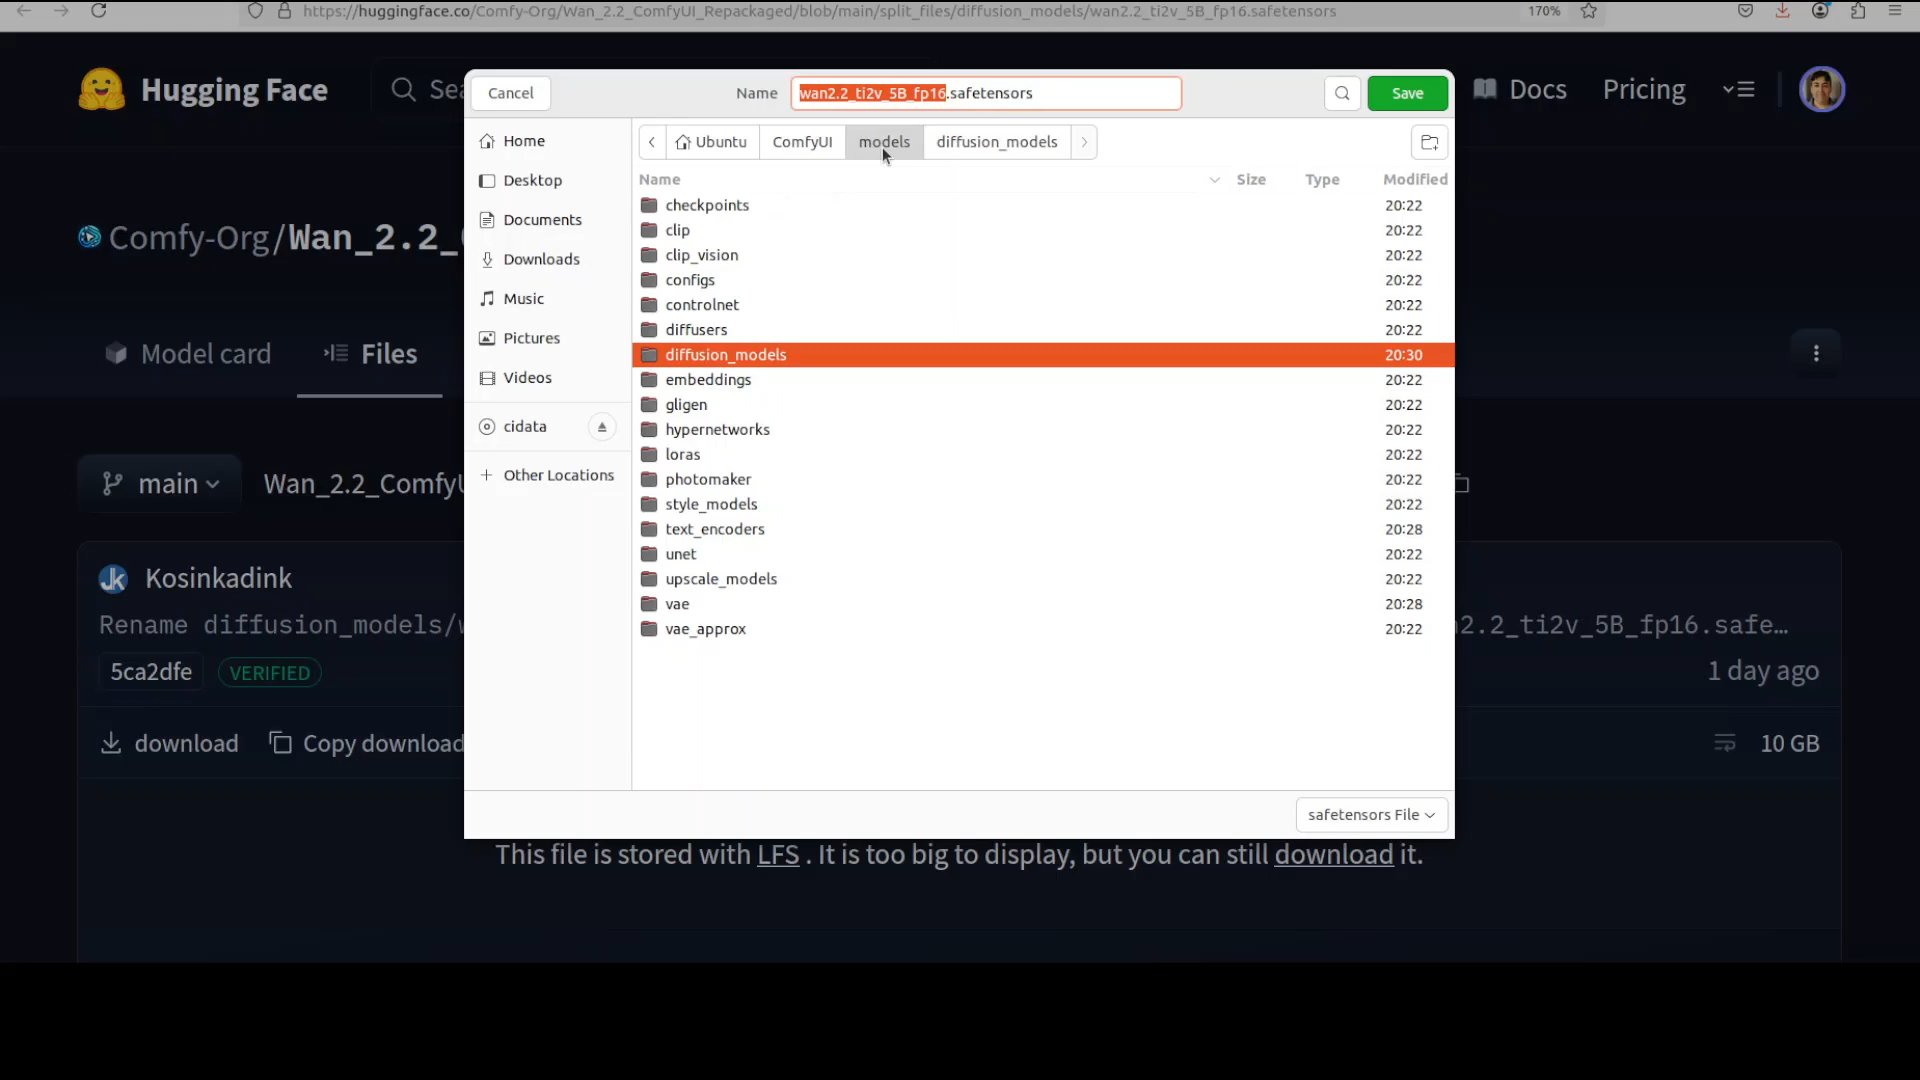 https://huggingface.co/Comfy-Org/Wan_2.2_ComfyUI_Repackaged/blob/main/split_files/diffusion_models/wan2.2_ti2v_5B_fp16.safetensors 170%
Hugging Face Sea Docs Pricing
Cancel Name wan2.2_ti2v_5B_fp16.safetensors Save
Ubuntu ComfyUI models diffusion_models
Home
Desktop
Documents
Downloads
Music
Pictures
Videos
cidata
Other Locations
Name Size Type Modified
checkpoints 20:22
clip 20:22
clip_vision 20:22
configs 20:22
controlnet 20:22
diffusers 20:22
diffusion_models 20:30
embeddings 20:22
gligen 20:22
hypernetworks 20:22
loras 20:22
photomaker 20:22
style_models 20:22
text_encoders 20:28
unet 20:22
upscale_models 20:22
vae 20:28
vae_approx 20:22
safetensors File
Comfy-Org/Wan_2.2_
Model card Files
main Wan_2.2_Comfy
Kosinkadink
Rename diffusion_models/ 2.2_ti2v_5B_fp16.safe…
5ca2dfe VERIFIED 1 day ago
download Copy download 10 GB
This file is stored with LFS . It is too big to display, but you can still download it.